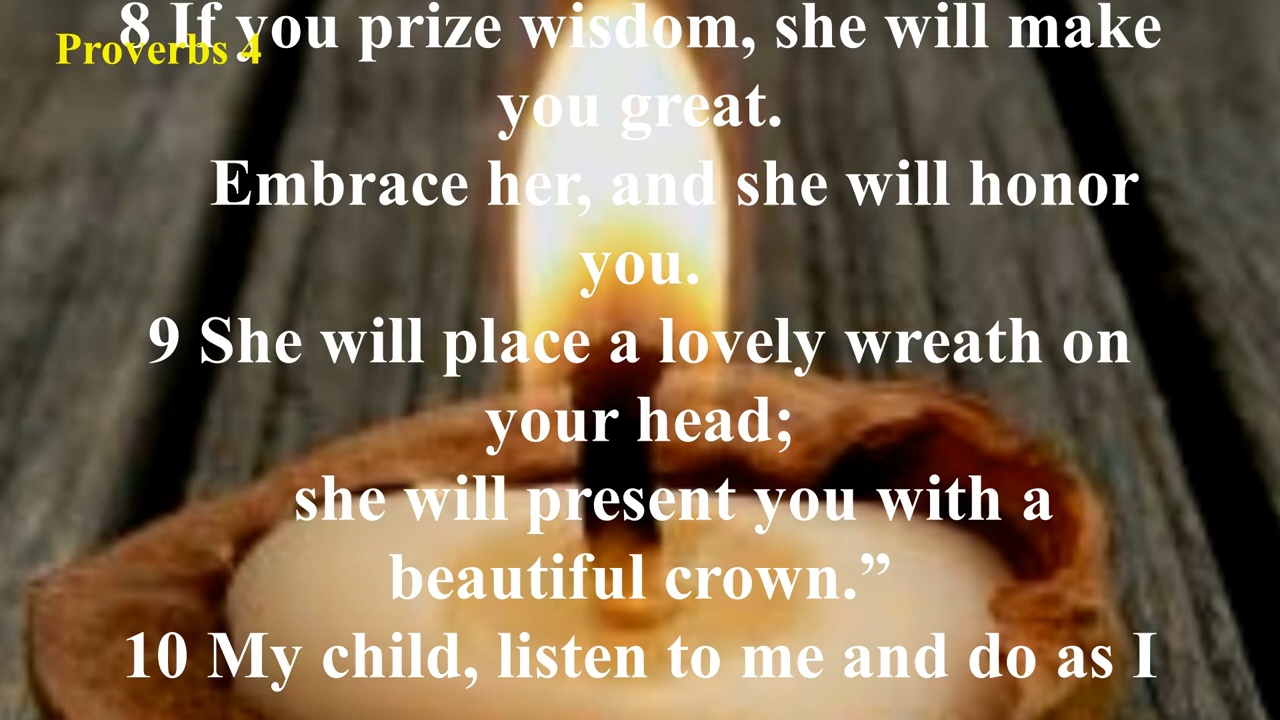 Proverbs 4
8 If you prize wisdom, she will make
you great.
Embrace her, and she will honor
you.
9 She will place a lovely wreath on
your head;
she will present you with a
beautiful crown.”
10 My child, listen to me and do as I